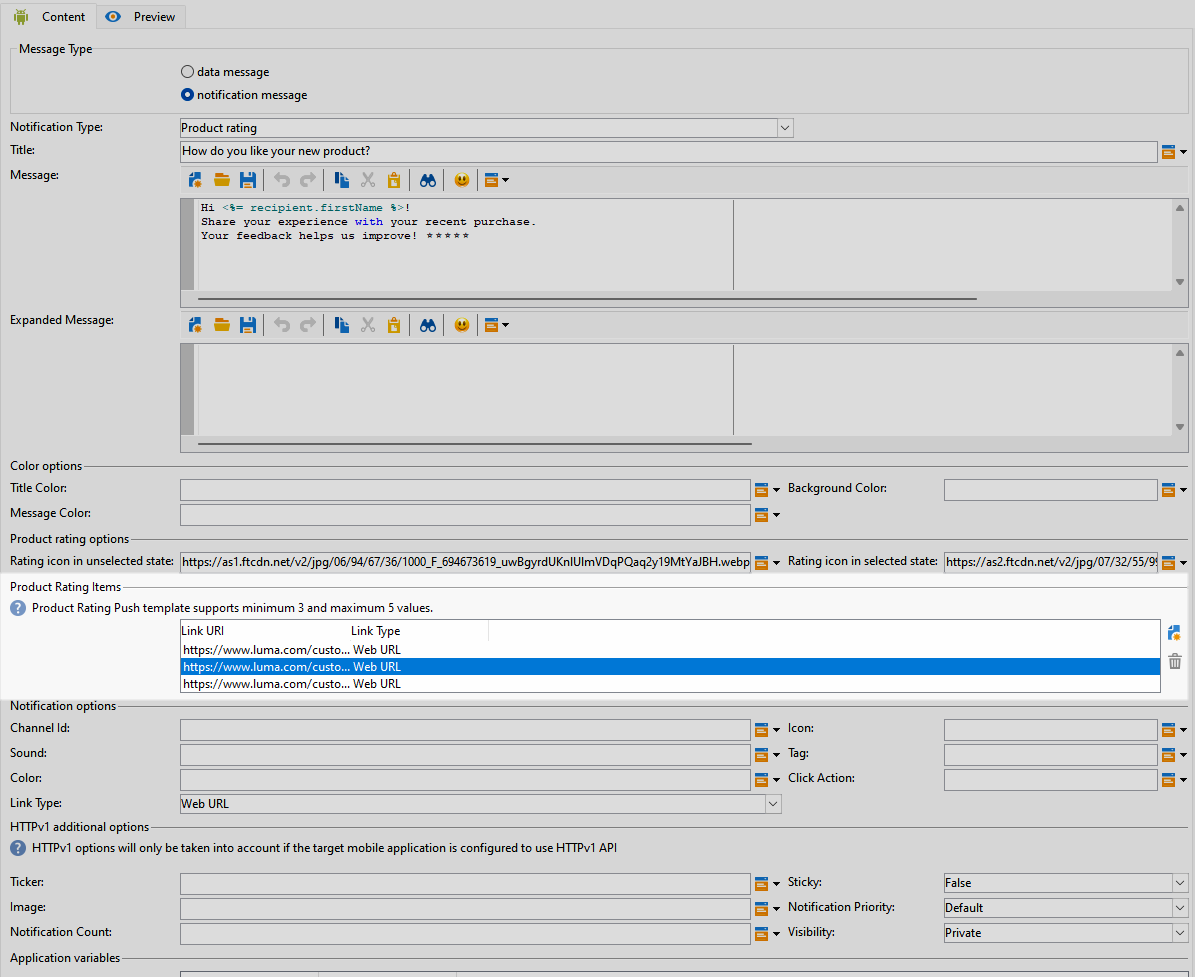 Content Preview
Message Type
data message
notification message
Notification Type: Product rating
Title: How do you like your new product?
Message:
Hi <%= recipient.firstName %>!
Share your experience with your recent purchase.
Your feedback helps us improve! *****
Expanded Message:
Color options
Title Color: Background Color:
Message Color:
Product rating options
Rating icon in unselected state: https://as1.ftcdn.net/v2/jpg/06/94/67/36/1000_F_694673619_uwBgyrdUKnIUlmVDqPQaq2y19MtYaJBH.webp Rating icon in selected state: https://as2.ftcdn.net/v2/jpg/07/32/55/
Product Rating Items
? Product Rating Push template supports minimum 3 and maximum 5 values.
Link URI Link Type
https://www.luma.com/custo... Web URL
https://www.luma.com/custo... Web URL
https://www.luma.com/custo... Web URL
Notification options
Channel Id: Icon:
Sound: Tag:
Color: Click Action:
Link Type: Web URL
HTTPv1 additional options
? HTTPv1 options will only be taken into account if the target mobile application is configured to use HTTPv1 API
Ticker: Sticky: False
Image: Notification Priority: Default
Notification Count: Visibility: Private
Application variables